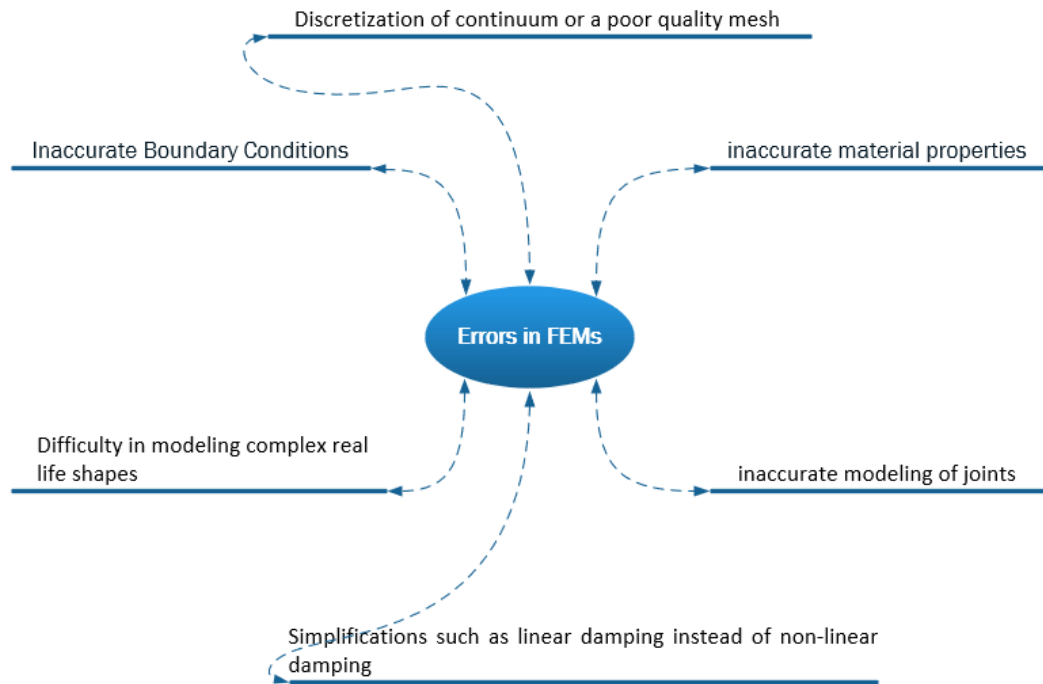 Discretization of continuum or a poor quality mesh
Inaccurate Boundary Conditions
inaccurate material properties
Errors in FEMs
Difficulty in modeling complex real
life shapes
inaccurate modeling of joints
Simplifications such as linear damping instead of non-linear
damping